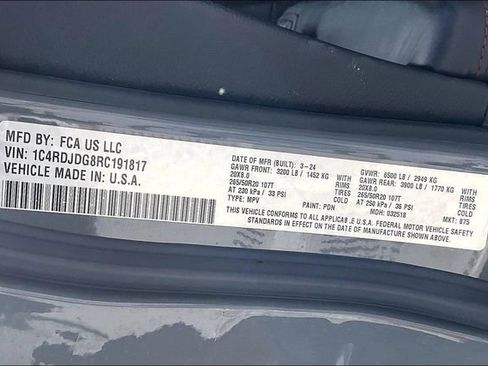 MFD BY: FCA US LLC
VIN: 1C4RDJDG8RC191817
VEHICLE MADE IN: U.S.A.
DATE OF MFR (BUILT): 3-24
GAWR FRONT: 3200 LB / 1452 KG
20X8.0 RIMS
265/50R20 107T TIRES
AT 230 kPa / 33 PSI COLD
TYPE: MPV PAINT: PDN
GVWR: 6500 LB / 2949 KG
GAWR REAR: 3900 LB / 1770 KG
20X8.0 RIMS
265/50R20 107T TIRES
AT 250 kPa / 36 PSI COLD
MDH: 032518 MKT: 875
THIS VEHICLE CONFORMS TO ALL APPLICABLE U.S.A. FEDERAL MOTOR VEHICLE SAFETY
STANDARDS IN EFFECT ON THE DATE OF MANUFACTURE SHOWN ABOVE.